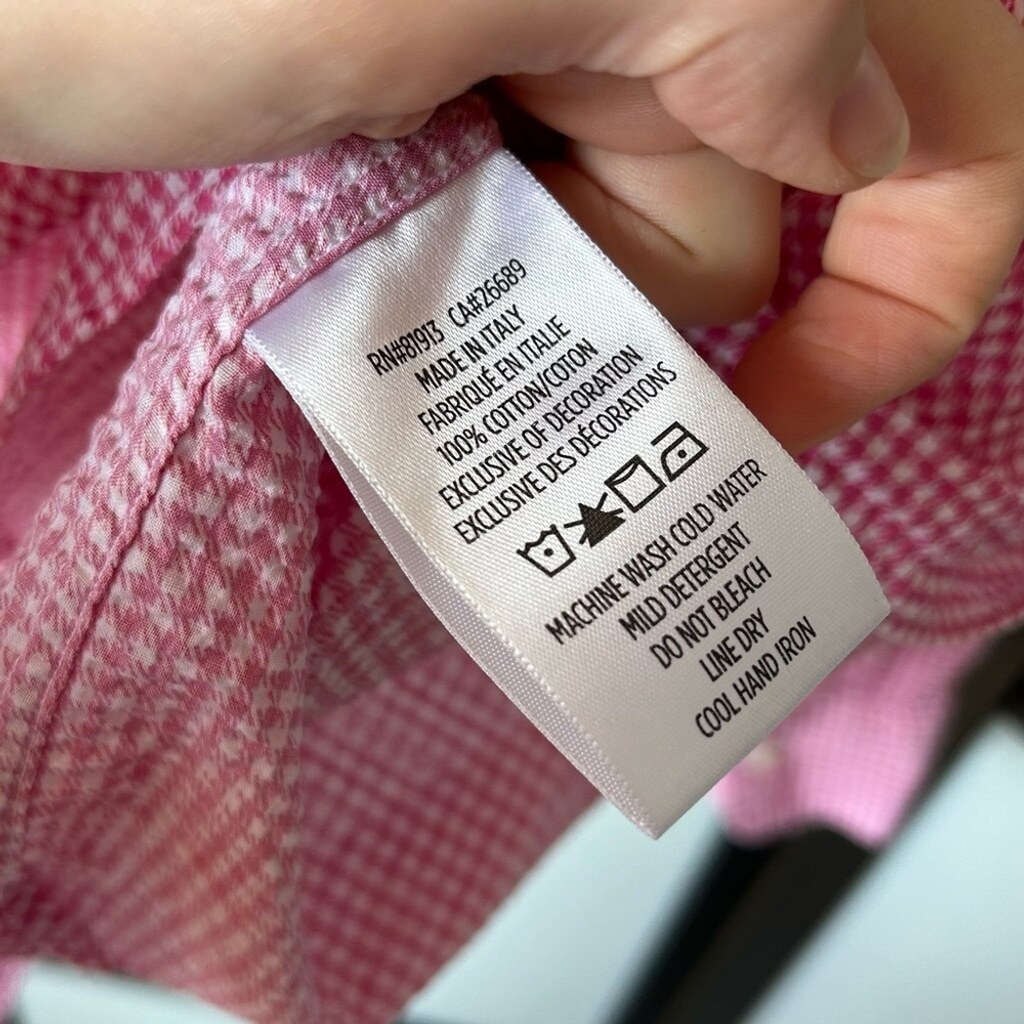 RN#81913 CA#26689
MADE IN ITALY
FABRIQUÉ EN ITALIE
100% COTTON/COTON
EXCLUSIVE OF DECORATION
EXCLUSIVE DES DÉCORATIONS
MACHINE WASH COLD WATER
MILD DETERGENT
DO NOT BLEACH
LINE DRY
COOL HAND IRON